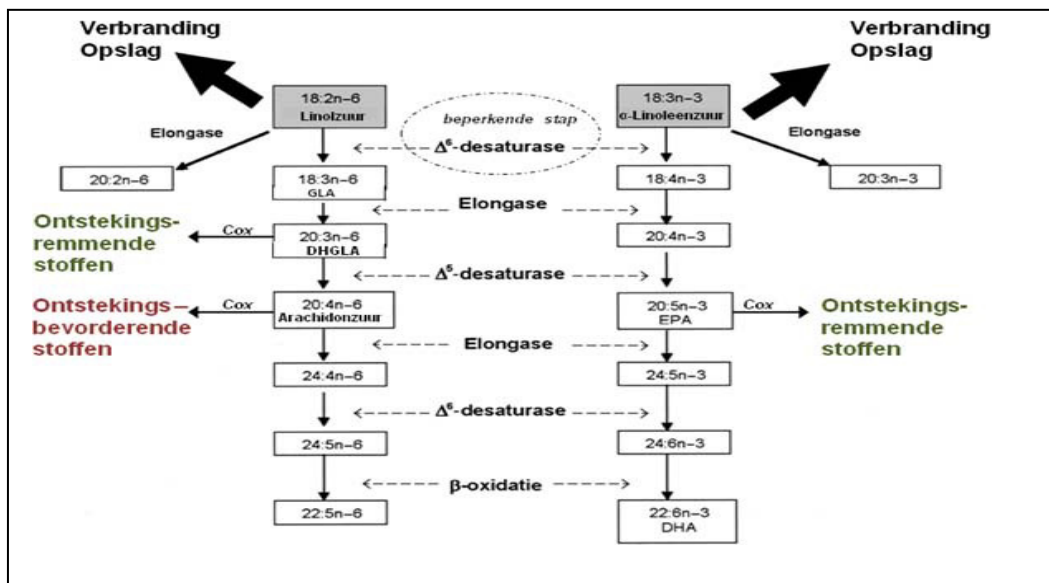 Verbranding
Opslag
Verbranding
Opslag
18:2n–6
Linolzuur
beperkende stap
18:3n–3
α-Linoleenzuur
Elongase
Δ⁶-desaturase
Elongase
20:2n–6
18:3n–6
GLA
18:4n–3
20:3n–3
Elongase
Ontstekings-
remmende
stoffen
Cox
20:3n–6
DHGLA
20:4n–3
Δ⁵-desaturase
Ontstekings–
bevorderende
stoffen
Cox
20:4n–6
Arachidonzuur
20:5n–3
EPA
Cox
Ontstekings-
remmende
stoffen
Elongase
24:4n–6
24:5n–3
Δ⁶-desaturase
24:5n–6
24:6n–3
β-oxidatie
22:5n–6
22:6n–3
DHA